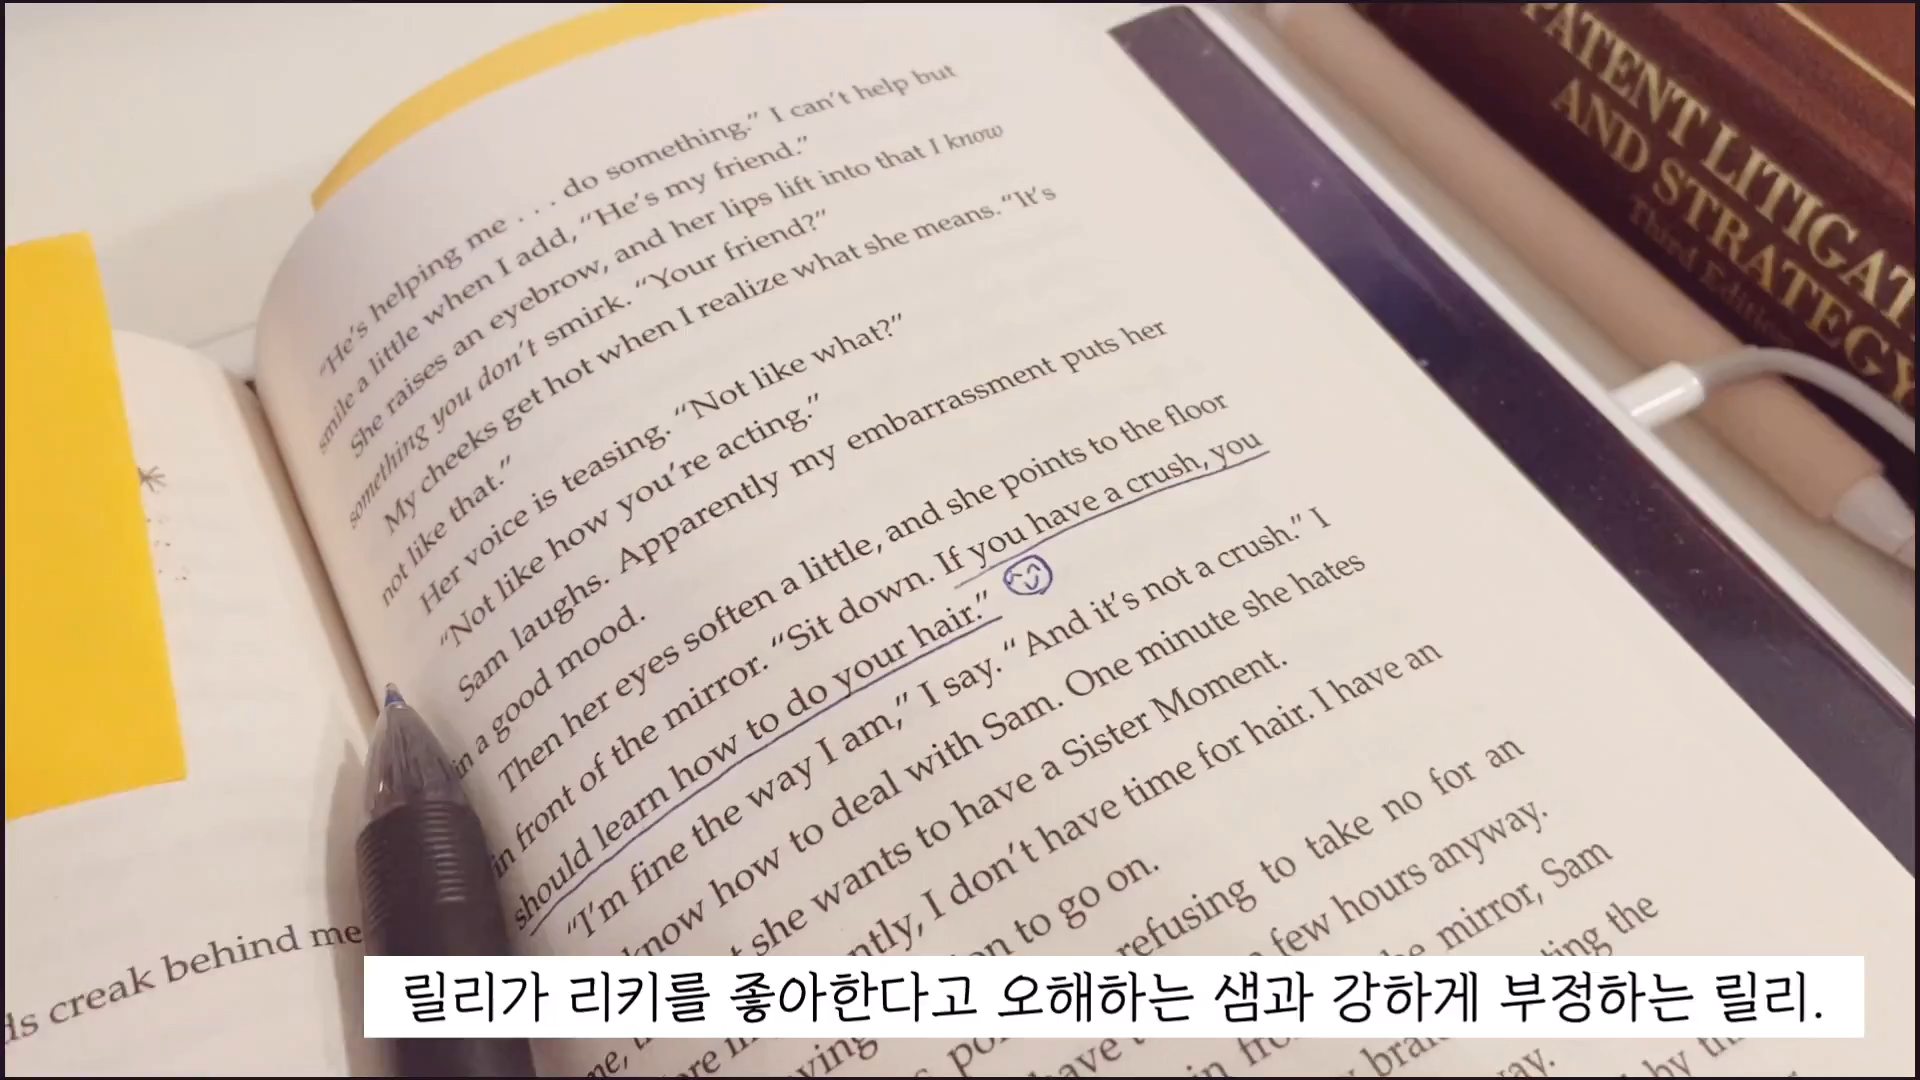 "He's helping me . . . do something." I can't help but
smile a little when I add, "He's my friend."
She raises an eyebrow, and her lips lift into that I know
something you don't smirk. "Your friend?"
My cheeks get hot when I realize what she means. "It's
not like that."
Her voice is teasing. "Not like what?"
"Not like how you're acting."
Sam laughs. Apparently my embarrassment puts her
in a good mood.
Then her eyes soften a little, and she points to the floor
in front of the mirror. "Sit down. If you have a crush, you
should learn how to do your hair."
"I'm fine the way I am," I say. "And it's not a crush." I
know how to deal with Sam. One minute she hates
she wants to have a Sister Moment.
I don't have time for hair. I have an
to go on.
refusing to take no for an
few hours anyway.
mirror, Sam
the
ds creak behind me
PATENT LITIGAT
AND STRATEGY
Third Edition
릴리가 리키를 좋아한다고 오해하는 샘과 강하게 부정하는 릴리.